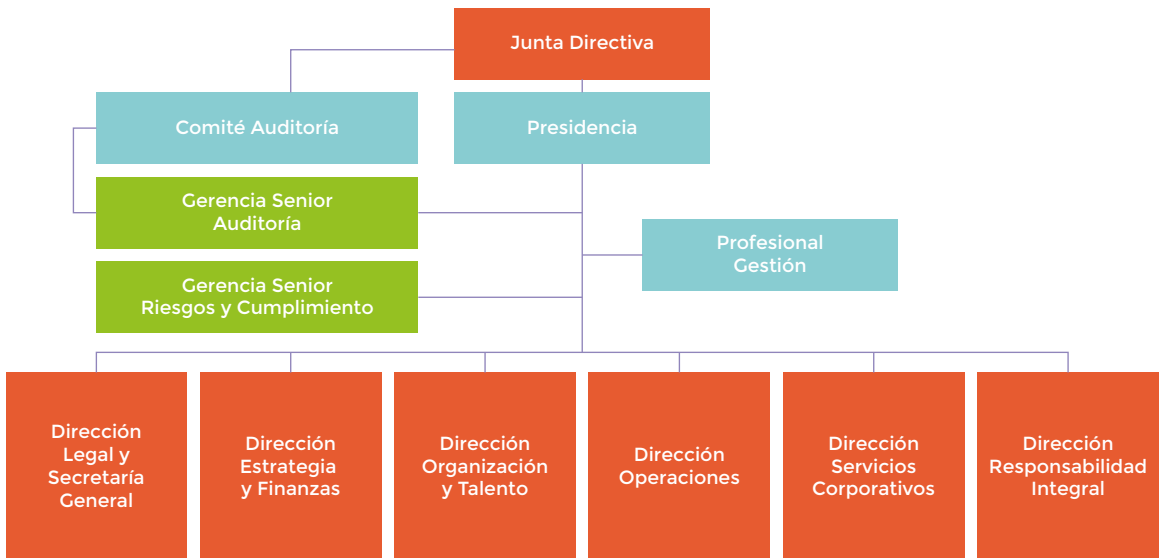 Junta Directiva
Comité Auditoría
Presidencia
Gerencia Senior
Auditoría
Profesional
Gestión
Gerencia Senior
Riesgos y Cumplimiento
Dirección
Legal y
Secretaría
General
Dirección
Estrategia
y Finanzas
Dirección
Organización
y Talento
Dirección
Operaciones
Dirección
Servicios
Corporativos
Dirección
Responsabilidad
Integral